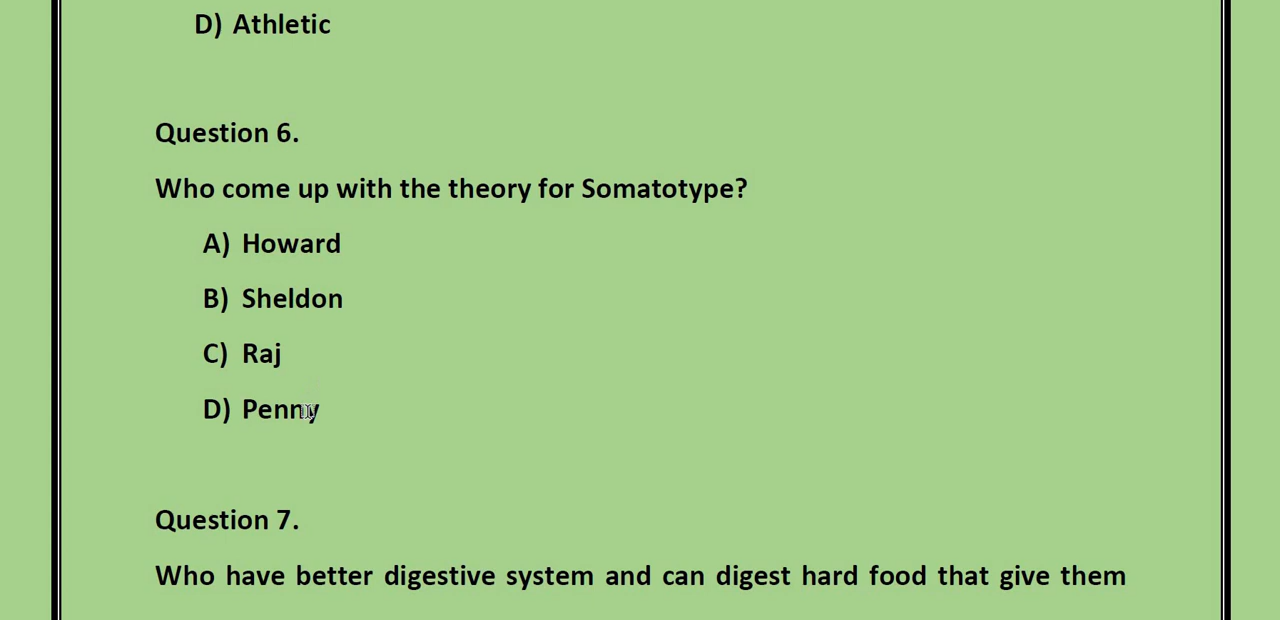 D) Athletic
Question 6.
Who come up with the theory for Somatotype?
A) Howard
B) Sheldon
C) Raj
D) Penny
Question 7.
Who have better digestive system and can digest hard food that give them